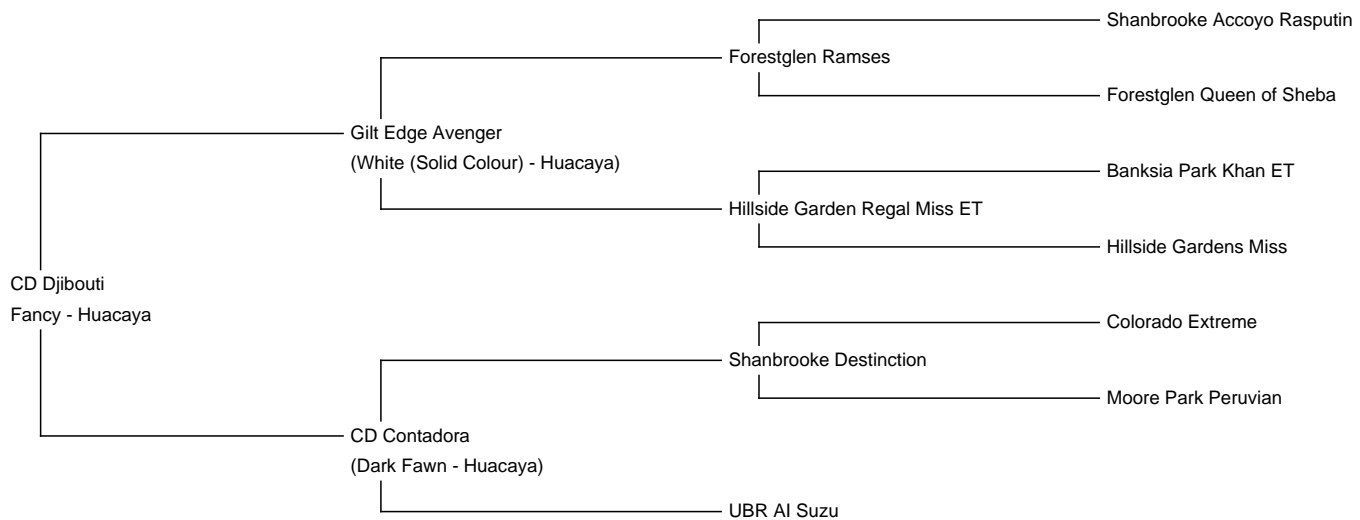 Shanbrooke Accoyo Rasputin
Forestglen Ramses
Forestglen Queen of Sheba
Gilt Edge Avenger
(White (Solid Colour) - Huacaya)
Banksia Park Khan ET
Hillside Garden Regal Miss ET
Hillside Gardens Miss
CD Djibouti
Fancy - Huacaya
Colorado Extreme
Shanbrooke Destinction
Moore Park Peruvian
CD Contadora
(Dark Fawn - Huacaya)
UBR AI Suzu